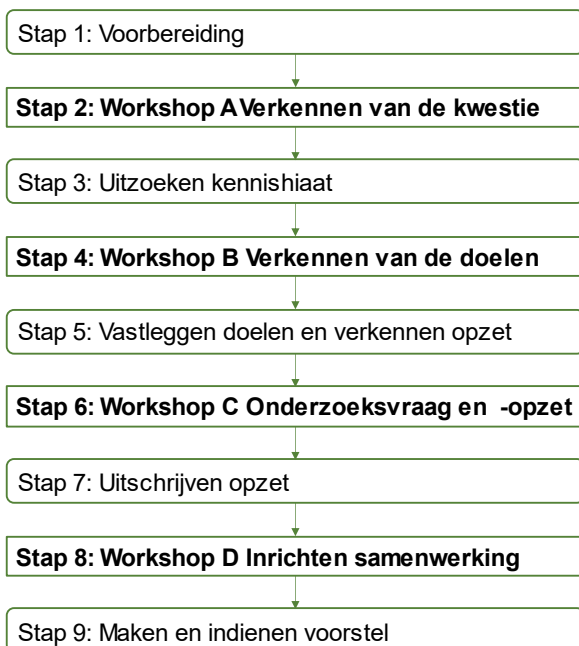 Stap 1: Voorbereiding
Stap 2: Workshop A Verkennen van de kwestie
Stap 3: Uitzoeken kennishiaat
Stap 4: Workshop B Verkennen van de doelen
Stap 5: Vastleggen doelen en verkennen opzet
Stap 6: Workshop C Onderzoeksvraag en -opzet
Stap 7: Uitschrijven opzet
Stap 8: Workshop D Inrichten samenwerking
Stap 9: Maken en indienen voorstel